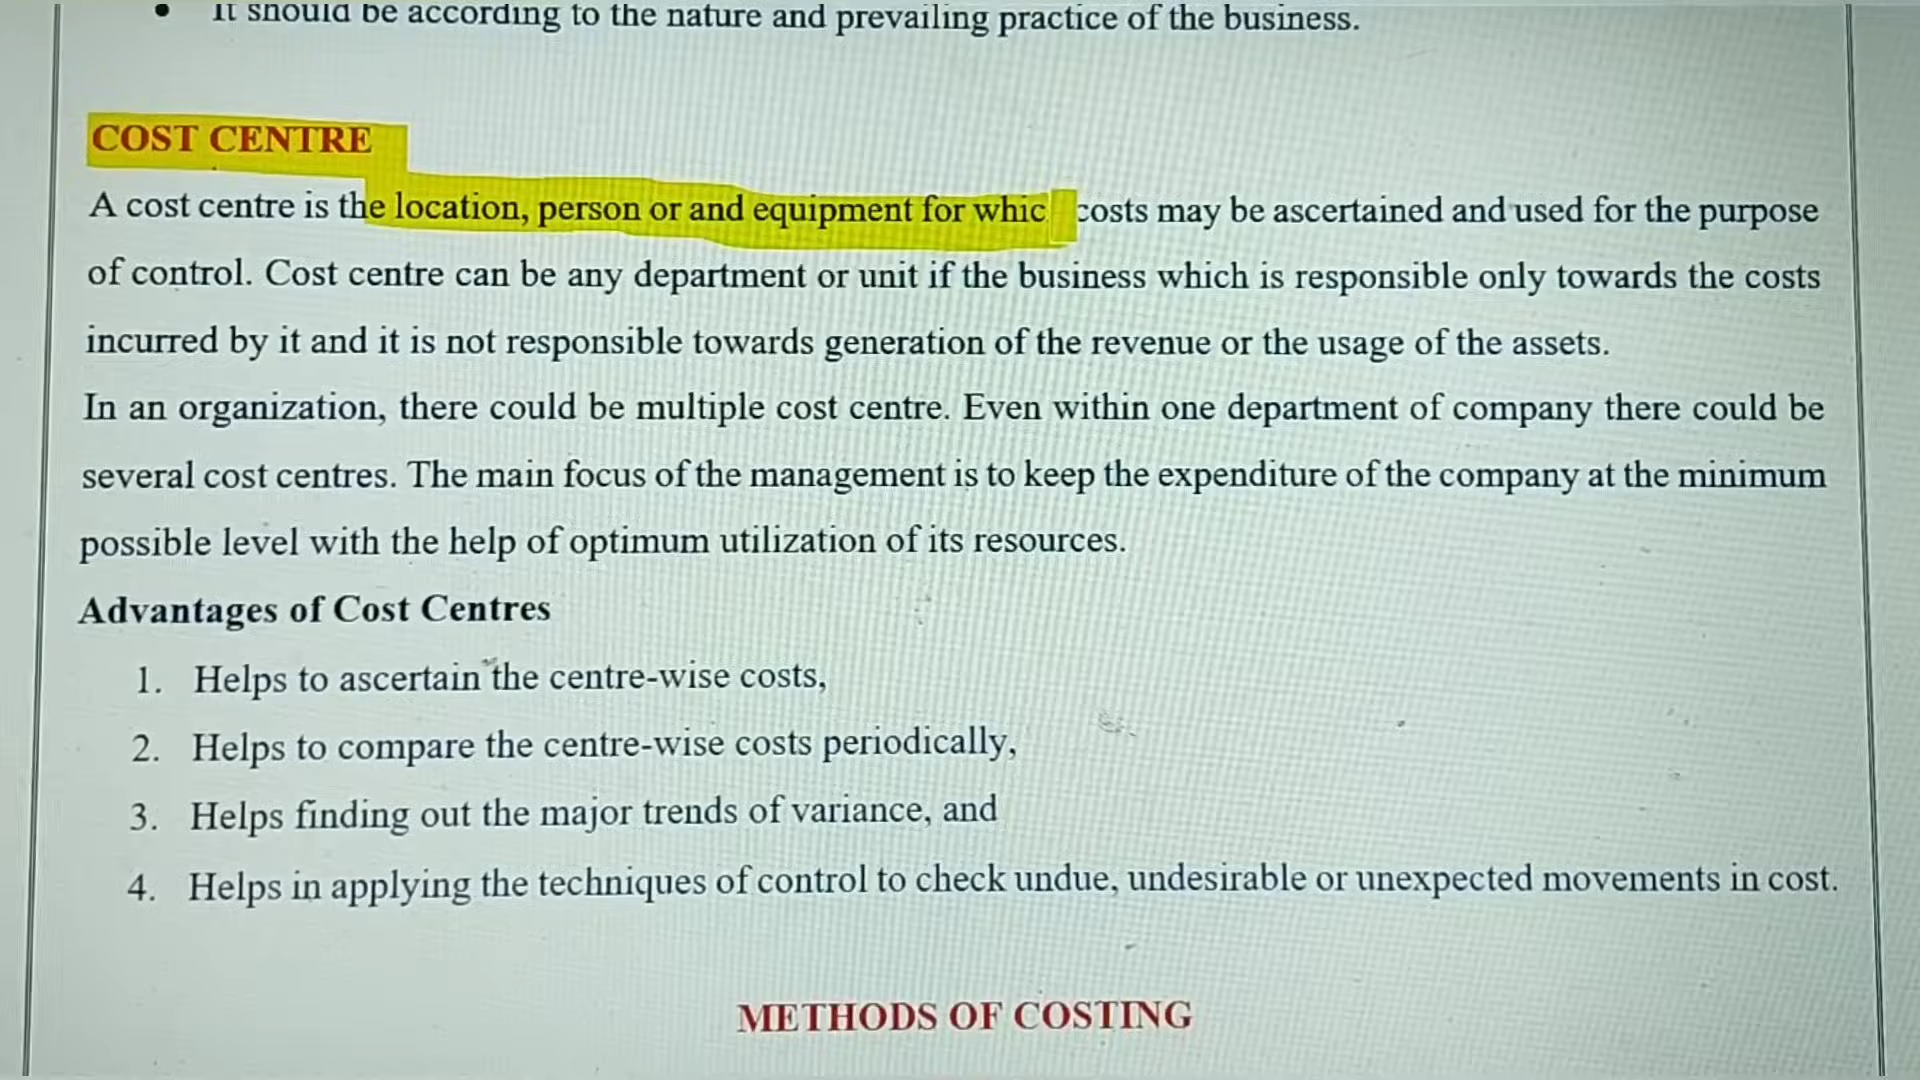 • It should be according to the nature and prevailing practice of the business.
COST CENTRE
A cost centre is the location, person or and equipment for whic costs may be ascertained and used for the purpose
of control. Cost centre can be any department or unit if the business which is responsible only towards the costs
incurred by it and it is not responsible towards generation of the revenue or the usage of the assets.
In an organization, there could be multiple cost centre. Even within one department of company there could be
several cost centres. The main focus of the management is to keep the expenditure of the company at the minimum
possible level with the help of optimum utilization of its resources.
Advantages of Cost Centres
1. Helps to ascertain the centre-wise costs,
2. Helps to compare the centre-wise costs periodically,
3. Helps finding out the major trends of variance, and
4. Helps in applying the techniques of control to check undue, undesirable or unexpected movements in cost.
METHODS OF COSTING